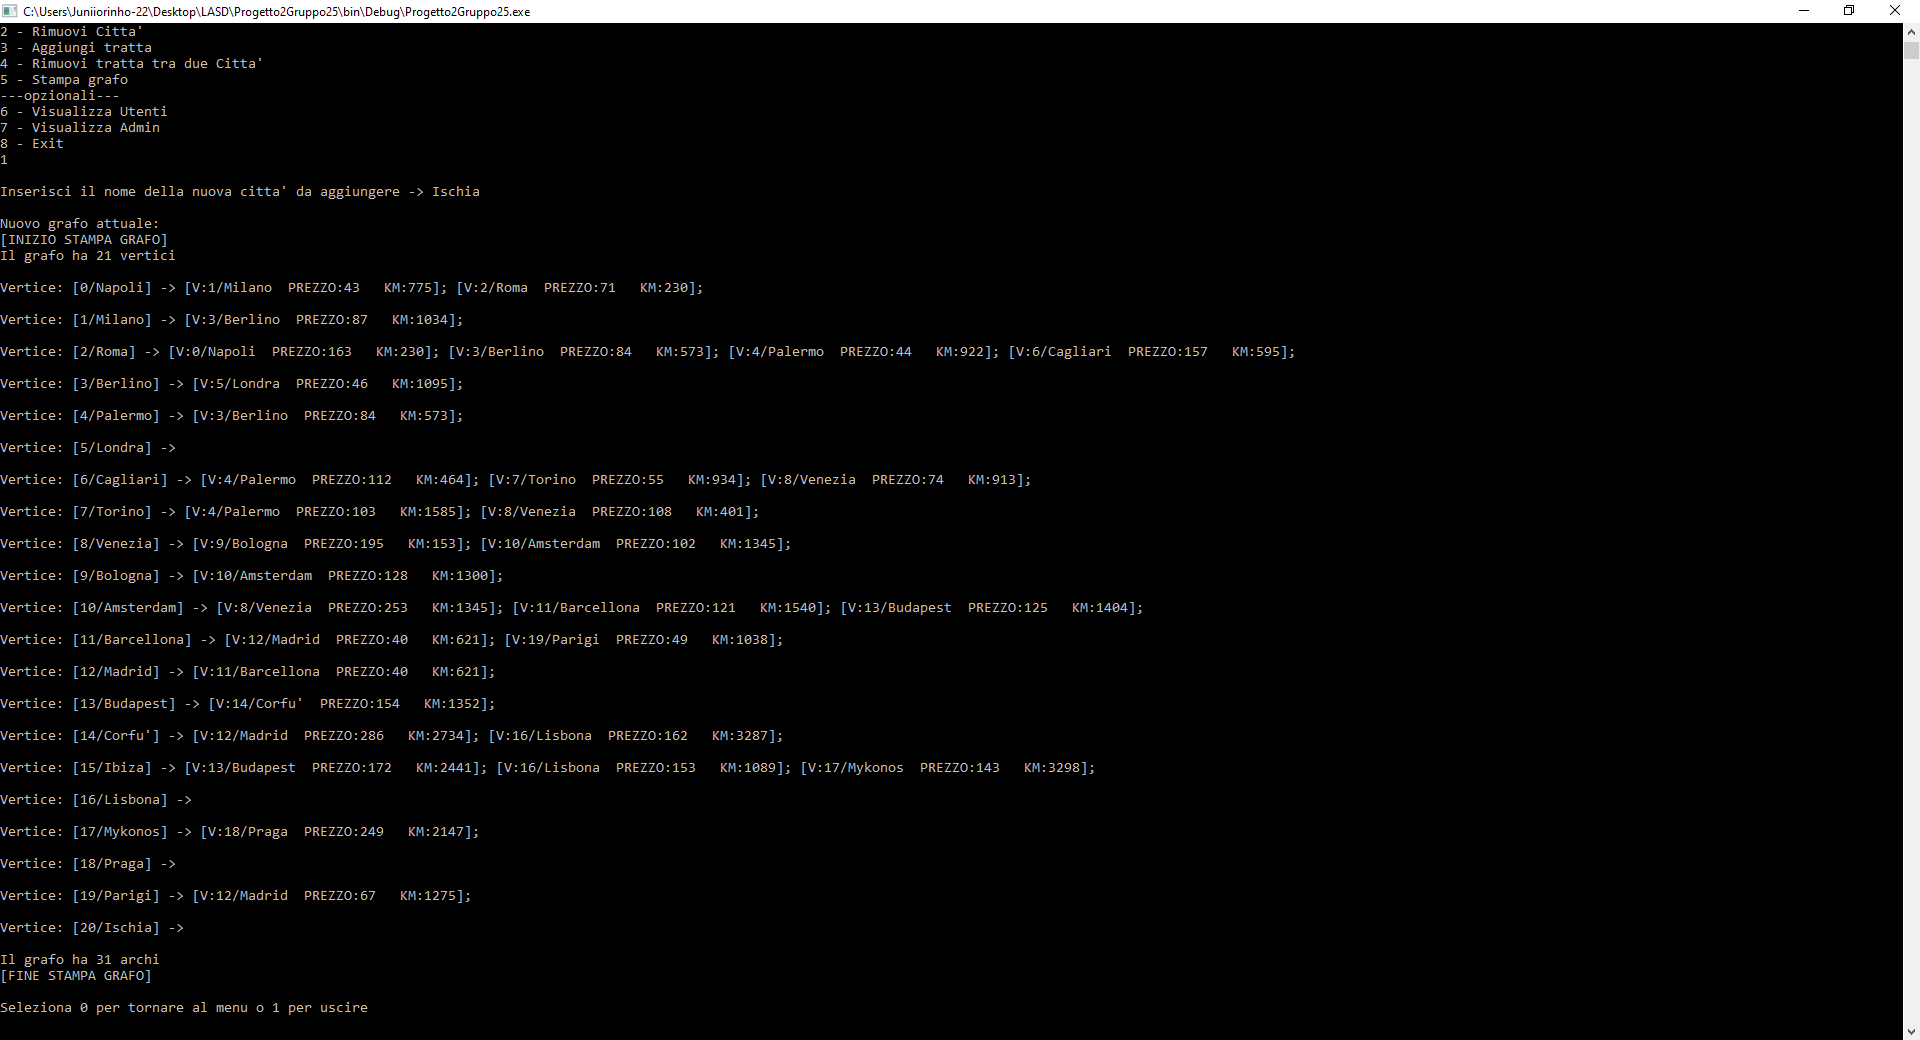 C:\Users\Juniiorinho-22\Desktop\LASD\Progetto2Gruppo25\bin\Debug\Progetto2Gruppo25.exe
2 - Rimuovi Citta'
3 - Aggiungi tratta
4 - Rimuovi tratta tra due Citta'
5 - Stampa grafo
---opzionali---
6 - Visualizza Utenti
7 - Visualizza Admin
8 - Exit
1
Inserisci il nome della nuova citta' da aggiungere -> Ischia
Nuovo grafo attuale:
[INIZIO STAMPA GRAFO]
Il grafo ha 21 vertici
Vertice: [0/Napoli] -> [V:1/Milano  PREZZO:43   KM:775]; [V:2/Roma  PREZZO:71   KM:230];
Vertice: [1/Milano] -> [V:3/Berlino  PREZZO:87   KM:1034];
Vertice: [2/Roma] -> [V:0/Napoli  PREZZO:163   KM:230]; [V:3/Berlino  PREZZO:84   KM:573]; [V:4/Palermo  PREZZO:44   KM:922]; [V:6/Cagliari  PREZZO:157   KM:595];
Vertice: [3/Berlino] -> [V:5/Londra  PREZZO:46   KM:1095];
Vertice: [4/Palermo] -> [V:3/Berlino  PREZZO:84   KM:573];
Vertice: [5/Londra] ->
Vertice: [6/Cagliari] -> [V:4/Palermo  PREZZO:112   KM:464]; [V:7/Torino  PREZZO:55   KM:934]; [V:8/Venezia  PREZZO:74   KM:913];
Vertice: [7/Torino] -> [V:4/Palermo  PREZZO:103   KM:1585]; [V:8/Venezia  PREZZO:108   KM:401];
Vertice: [8/Venezia] -> [V:9/Bologna  PREZZO:195   KM:153]; [V:10/Amsterdam  PREZZO:102   KM:1345];
Vertice: [9/Bologna] -> [V:10/Amsterdam  PREZZO:128   KM:1300];
Vertice: [10/Amsterdam] -> [V:8/Venezia  PREZZO:253   KM:1345]; [V:11/Barcellona  PREZZO:121   KM:1540]; [V:13/Budapest  PREZZO:125   KM:1404];
Vertice: [11/Barcellona] -> [V:12/Madrid  PREZZO:40   KM:621]; [V:19/Parigi  PREZZO:49   KM:1038];
Vertice: [12/Madrid] -> [V:11/Barcellona  PREZZO:40   KM:621];
Vertice: [13/Budapest] -> [V:14/Corfu'  PREZZO:154   KM:1352];
Vertice: [14/Corfu'] -> [V:12/Madrid  PREZZO:286   KM:2734]; [V:16/Lisbona  PREZZO:162   KM:3287];
Vertice: [15/Ibiza] -> [V:13/Budapest  PREZZO:172   KM:2441]; [V:16/Lisbona  PREZZO:153   KM:1089]; [V:17/Mykonos  PREZZO:143   KM:3298];
Vertice: [16/Lisbona] ->
Vertice: [17/Mykonos] -> [V:18/Praga  PREZZO:249   KM:2147];
Vertice: [18/Praga] ->
Vertice: [19/Parigi] -> [V:12/Madrid  PREZZO:67   KM:1275];
Vertice: [20/Ischia] ->
Il grafo ha 31 archi
[FINE STAMPA GRAFO]
Seleziona 0 per tornare al menu o 1 per uscire